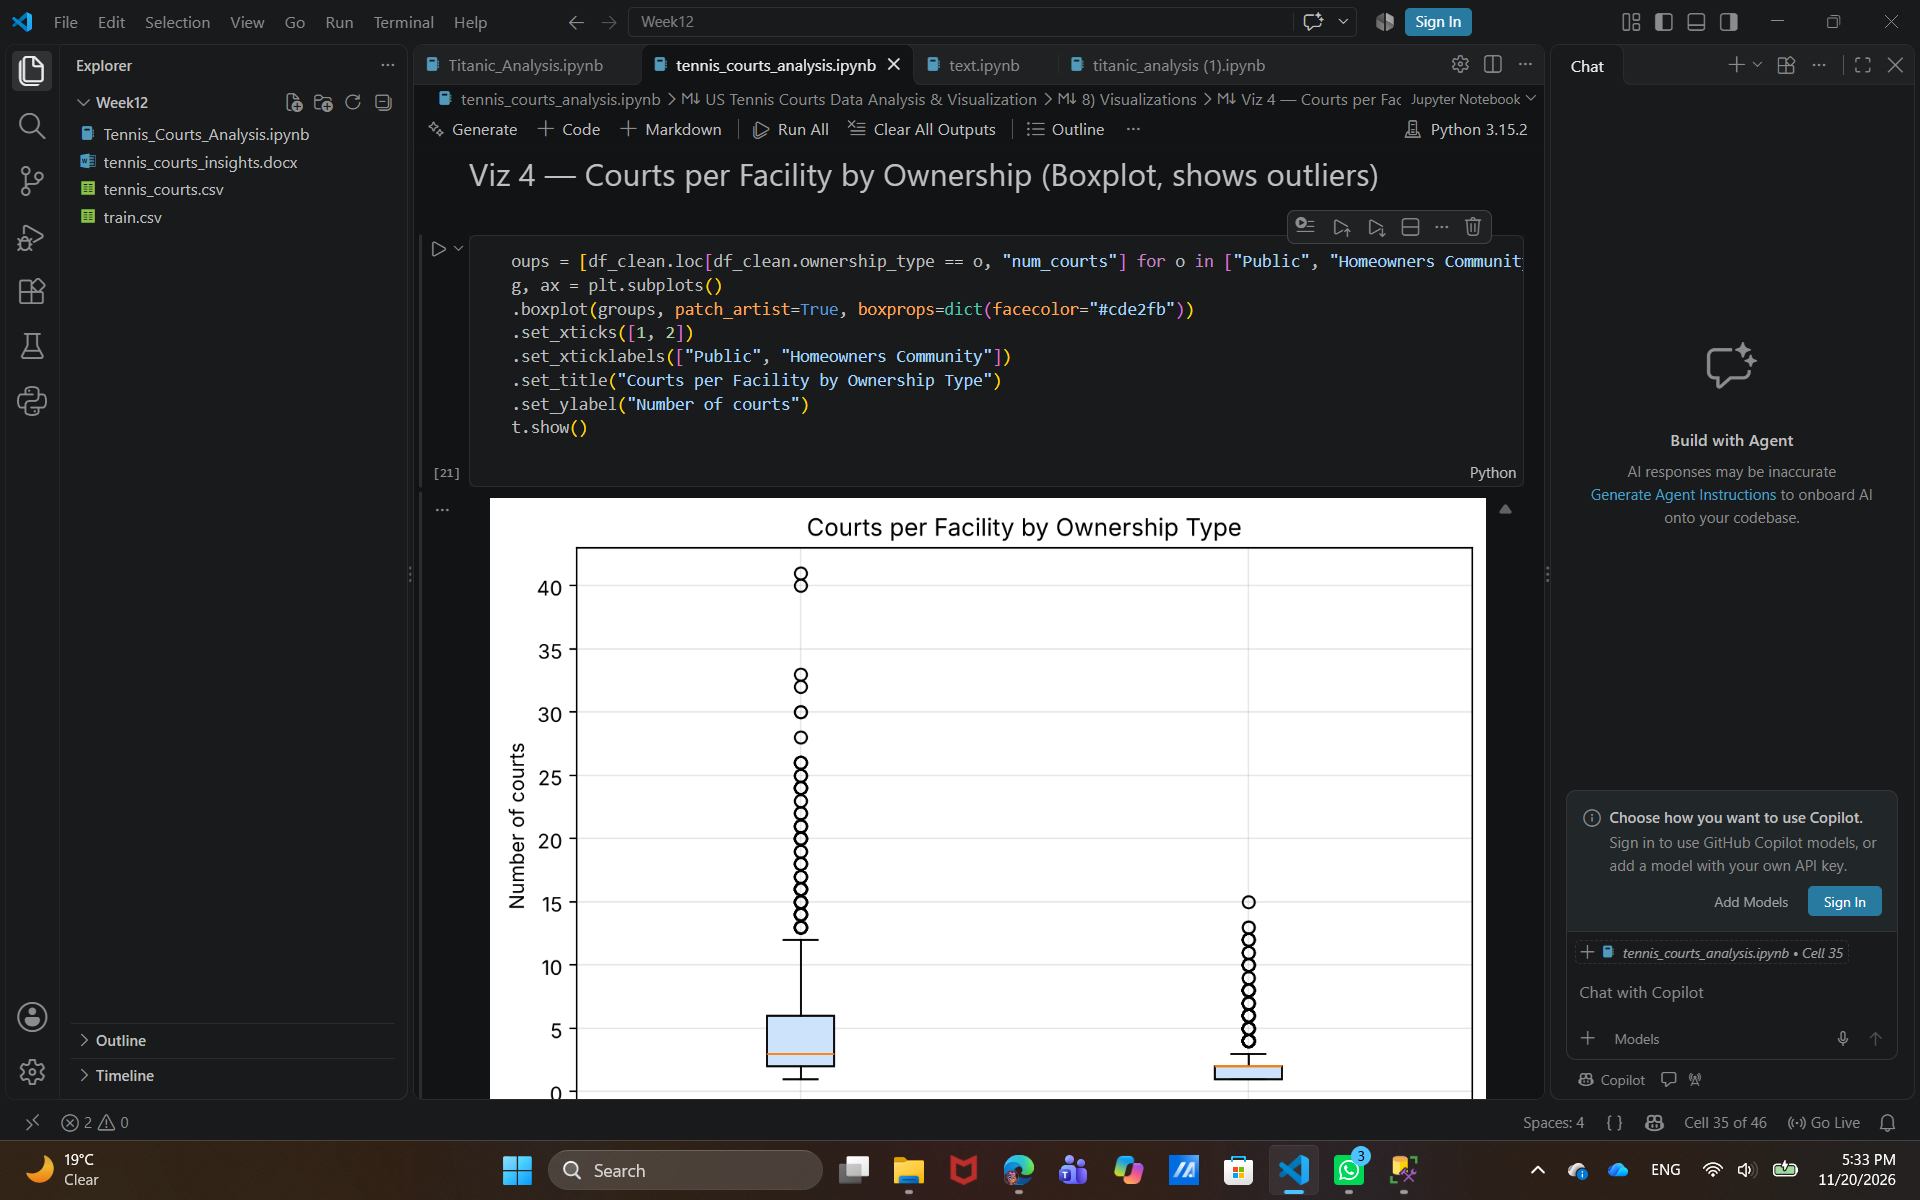 File Edit Selection View Go Run Terminal Help
Week12
Sign In
Explorer
Week12
Tennis_Courts_Analysis.ipynb
tennis_courts_insights.docx
tennis_courts.csv
train.csv
Outline
Timeline
Titanic_Analysis.ipynb
tennis_courts_analysis.ipynb
text.ipynb
titanic_analysis (1).ipynb
tennis_courts_analysis.ipynb > M↓ US Tennis Courts Data Analysis & Visualization > M↓ 8) Visualizations > M↓ Viz 4 — Courts per Fac
Jupyter Notebook
Generate + Code + Markdown Run All Clear All Outputs Outline ...
Python 3.15.2
Viz 4 — Courts per Facility by Ownership (Boxplot, shows outliers)
oups = [df_clean.loc[df_clean.ownership_type == o, "num_courts"] for o in ["Public", "Homeowners Communit
g, ax = plt.subplots()
.boxplot(groups, patch_artist=True, boxprops=dict(facecolor="#cde2fb"))
.set_xticks([1, 2])
.set_xticklabels(["Public", "Homeowners Community"])
.set_title("Courts per Facility by Ownership Type")
.set_ylabel("Number of courts")
t.show()
[21]
Python
Courts per Facility by Ownership Type
Number of courts
40
35
30
25
20
15
10
5
0
Chat
Build with Agent
AI responses may be inaccurate
Generate Agent Instructions to onboard AI
onto your codebase.
Choose how you want to use Copilot.
Sign in to use GitHub Copilot models, or
add a model with your own API key.
Add Models
Sign In
tennis_courts_analysis.ipynb • Cell 35
Chat with Copilot
Models
Copilot
2 0
Spaces: 4 { } Cell 35 of 46 Go Live
19°C
Clear
Search
3
ENG
5:33 PM
11/20/2026